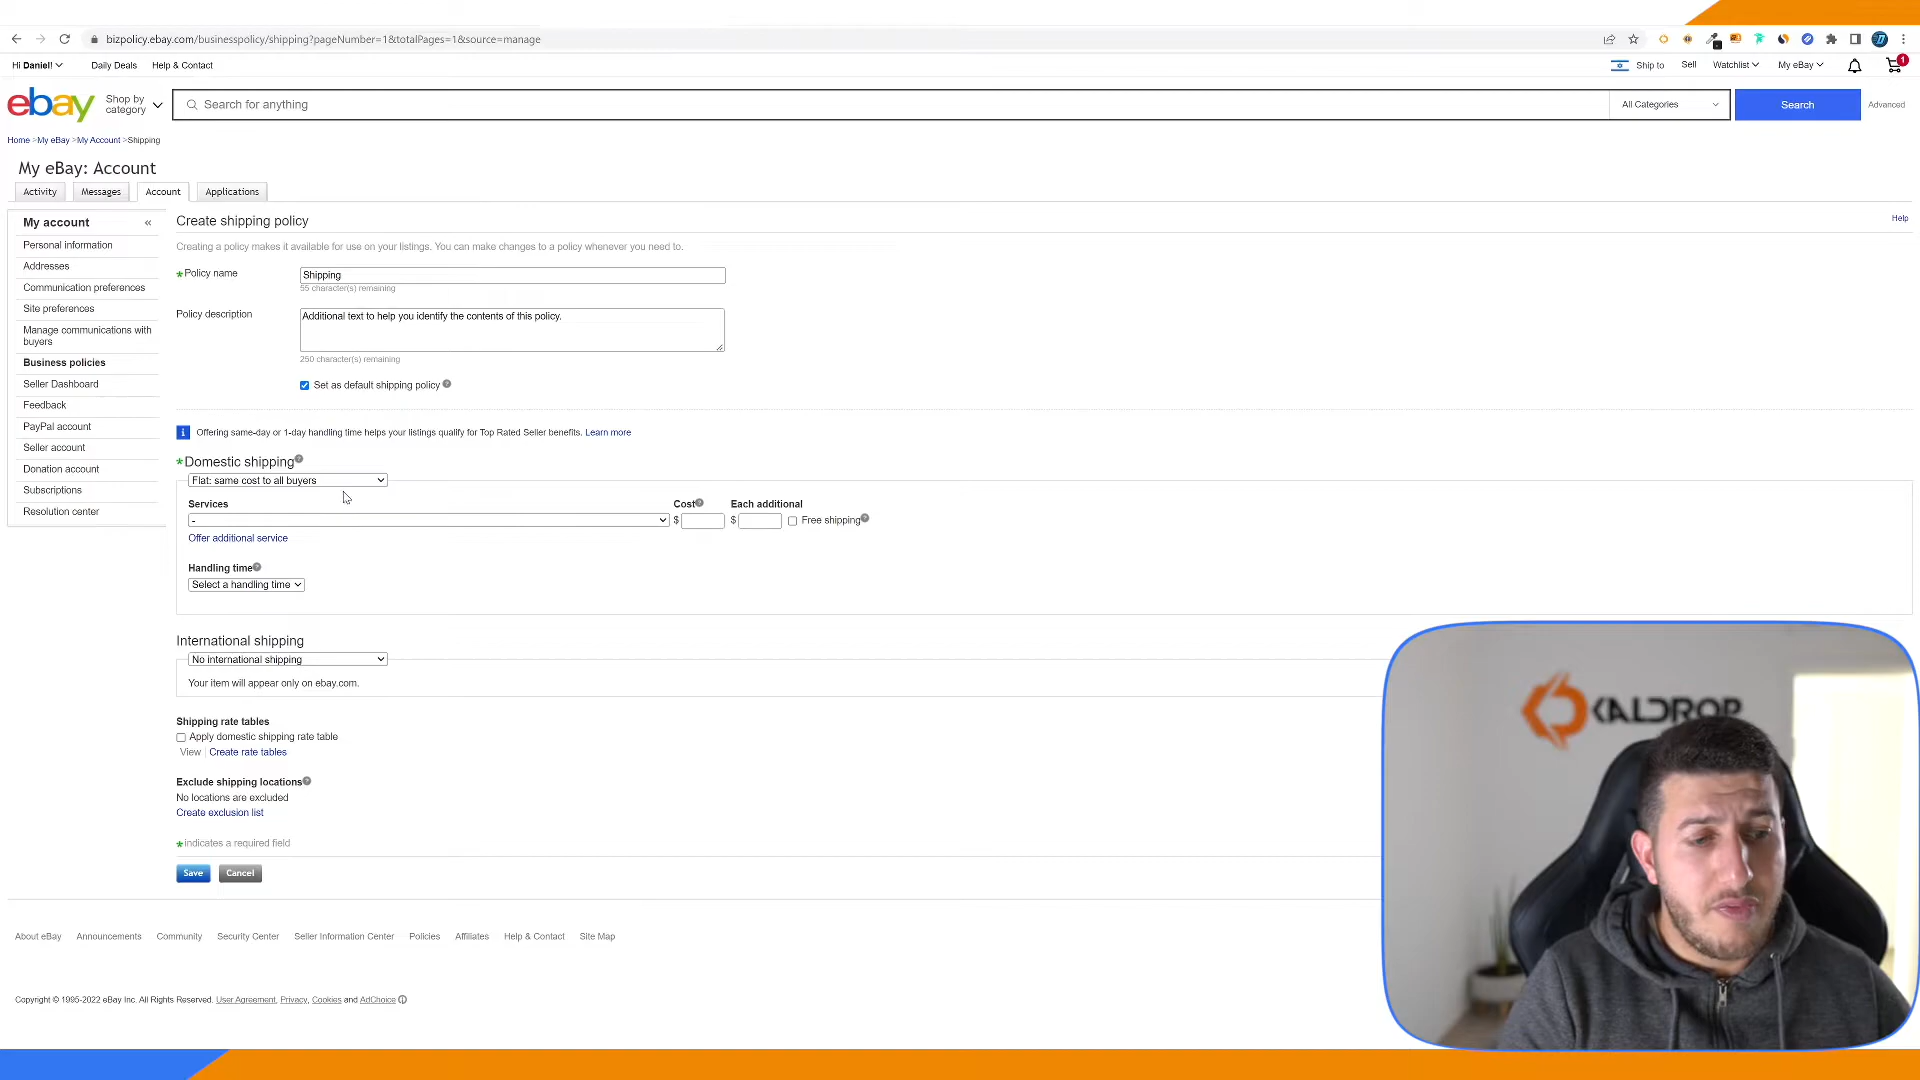 bizpolicy.ebay.com/businesspolicy/shipping?pageNumber=1&totalPages=1&source=manage
Hi Daniel! Daily Deals Help & Contact Ship to Sell Watchlist My eBay 1
ebay Shop by category Search for anything All Categories Search Advanced
Home >My eBay >My Account >Shipping
My eBay: Account
Activity Messages Account Applications
My account «
Personal information
Addresses
Communication preferences
Site preferences
Manage communications with
buyers
Business policies
Seller Dashboard
Feedback
PayPal account
Seller account
Donation account
Subscriptions
Resolution center
Create shipping policy Help
Creating a policy makes it available for use on your listings. You can make changes to a policy whenever you need to.
*Policy name Shipping
55 character(s) remaining
Policy description Additional text to help you identify the contents of this policy.
250 character(s) remaining
Set as default shipping policy ?
i Offering same-day or 1-day handling time helps your listings qualify for Top Rated Seller benefits. Learn more
*Domestic shipping ?
Flat: same cost to all buyers
Services Cost ? Each additional
- $ $ Free shipping ?
Offer additional service
Handling time ?
Select a handling time
International shipping
No international shipping
Your item will appear only on ebay.com.
Shipping rate tables
Apply domestic shipping rate table
View | Create rate tables
Exclude shipping locations ?
No locations are excluded
Create exclusion list
*indicates a required field
Save Cancel
About eBay Announcements Community Security Center Seller Information Center Policies Affiliates Help & Contact Site Map
Copyright © 1995-2022 eBay Inc. All Rights Reserved. User Agreement, Privacy, Cookies and AdChoice
KALDROP